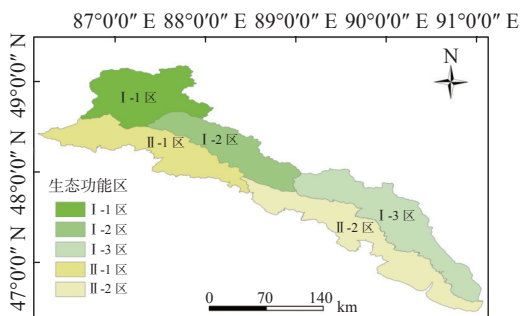 87°0′0″ E 88°0′0″ E 89°0′0″ E 90°0′0″ E 91°0′0″ E
49°0′0″ N
48°0′0″ N
47°0′0″ N
N
Ⅰ-1 区
Ⅱ-1 区
Ⅰ-2 区
Ⅰ-3 区
Ⅱ-2 区
生态功能区
Ⅰ-1 区
Ⅰ-2 区
Ⅰ-3 区
Ⅱ-1 区
Ⅱ-2 区
0 70 140
km